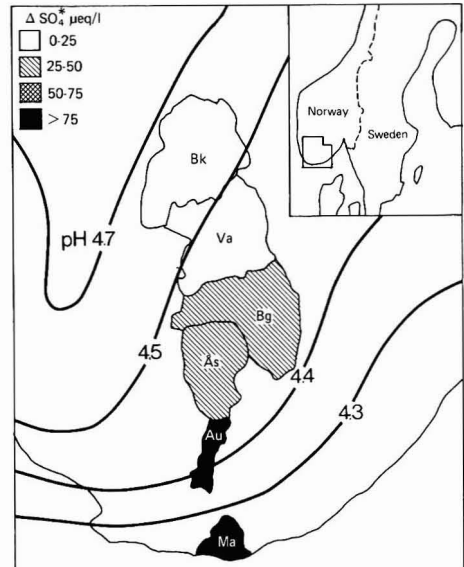 Δ SO₄* μeq/l
0-25
25-50
50-75
> 75
Norway
Sweden
Bk
pH 4.7
Va
Bg
4.5
Ås
4.4
4.3
Au
Ma